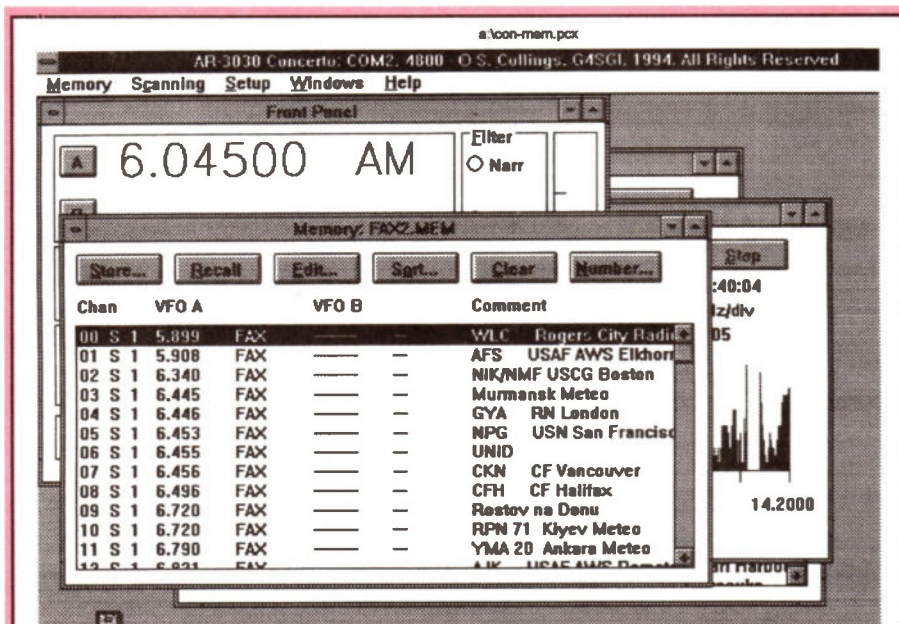 a:\con-mem.pcx
AR-3030 Concerto: COM2, 4800 - O S. Collings, G4SGI, 1994. All Rights Reserved
Memory Scanning Setup Windows Help
Front Panel
A 6.04500 AM
Filter
Narr
Memory: FAX2.MEM
Store... Recall Edit... Sort... Clear Number...
Chan VFO A VFO B Comment
00 S 1 5.899 FAX ——— — WLC Rogers City Radio
01 S 1 5.908 FAX ——— — AFS USAF AWS Elkhorn
02 S 1 6.340 FAX ——— — NIK/NMF USCG Boston
03 S 1 6.445 FAX ——— — Murmansk Meteo
04 S 1 6.446 FAX ——— — GYA RN London
05 S 1 6.453 FAX ——— — NPG USN San Francisc
06 S 1 6.455 FAX ——— — UNID
07 S 1 6.456 FAX ——— — CKN CF Vancouver
08 S 1 6.496 FAX ——— — CFH CF Halifax
09 S 1 6.720 FAX ——— — Rostov na Donu
10 S 1 6.720 FAX ——— — RPN 71 Kiyev Meteo
11 S 1 6.790 FAX ——— — YMA 20 Ankara Meteo
Stop
:40:04
Iz/div
05
14.2000